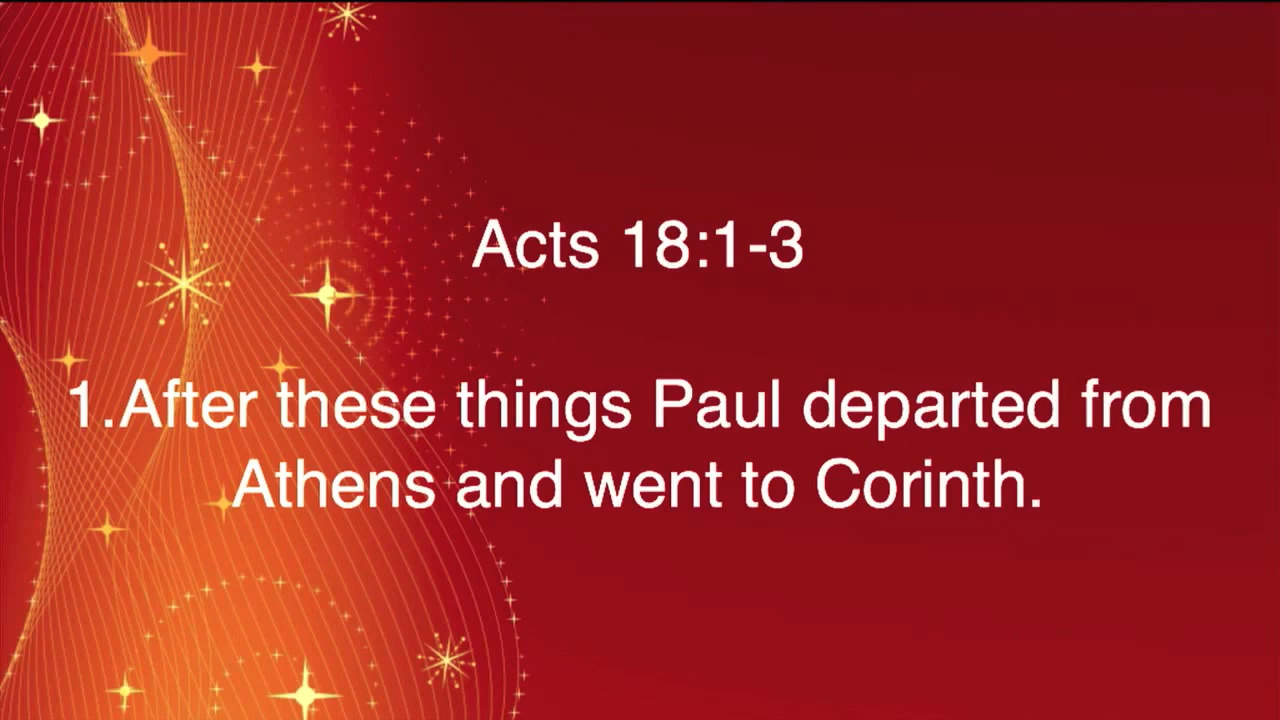 Acts 18:1-3
1.After these things Paul departed from
Athens and went to Corinth.